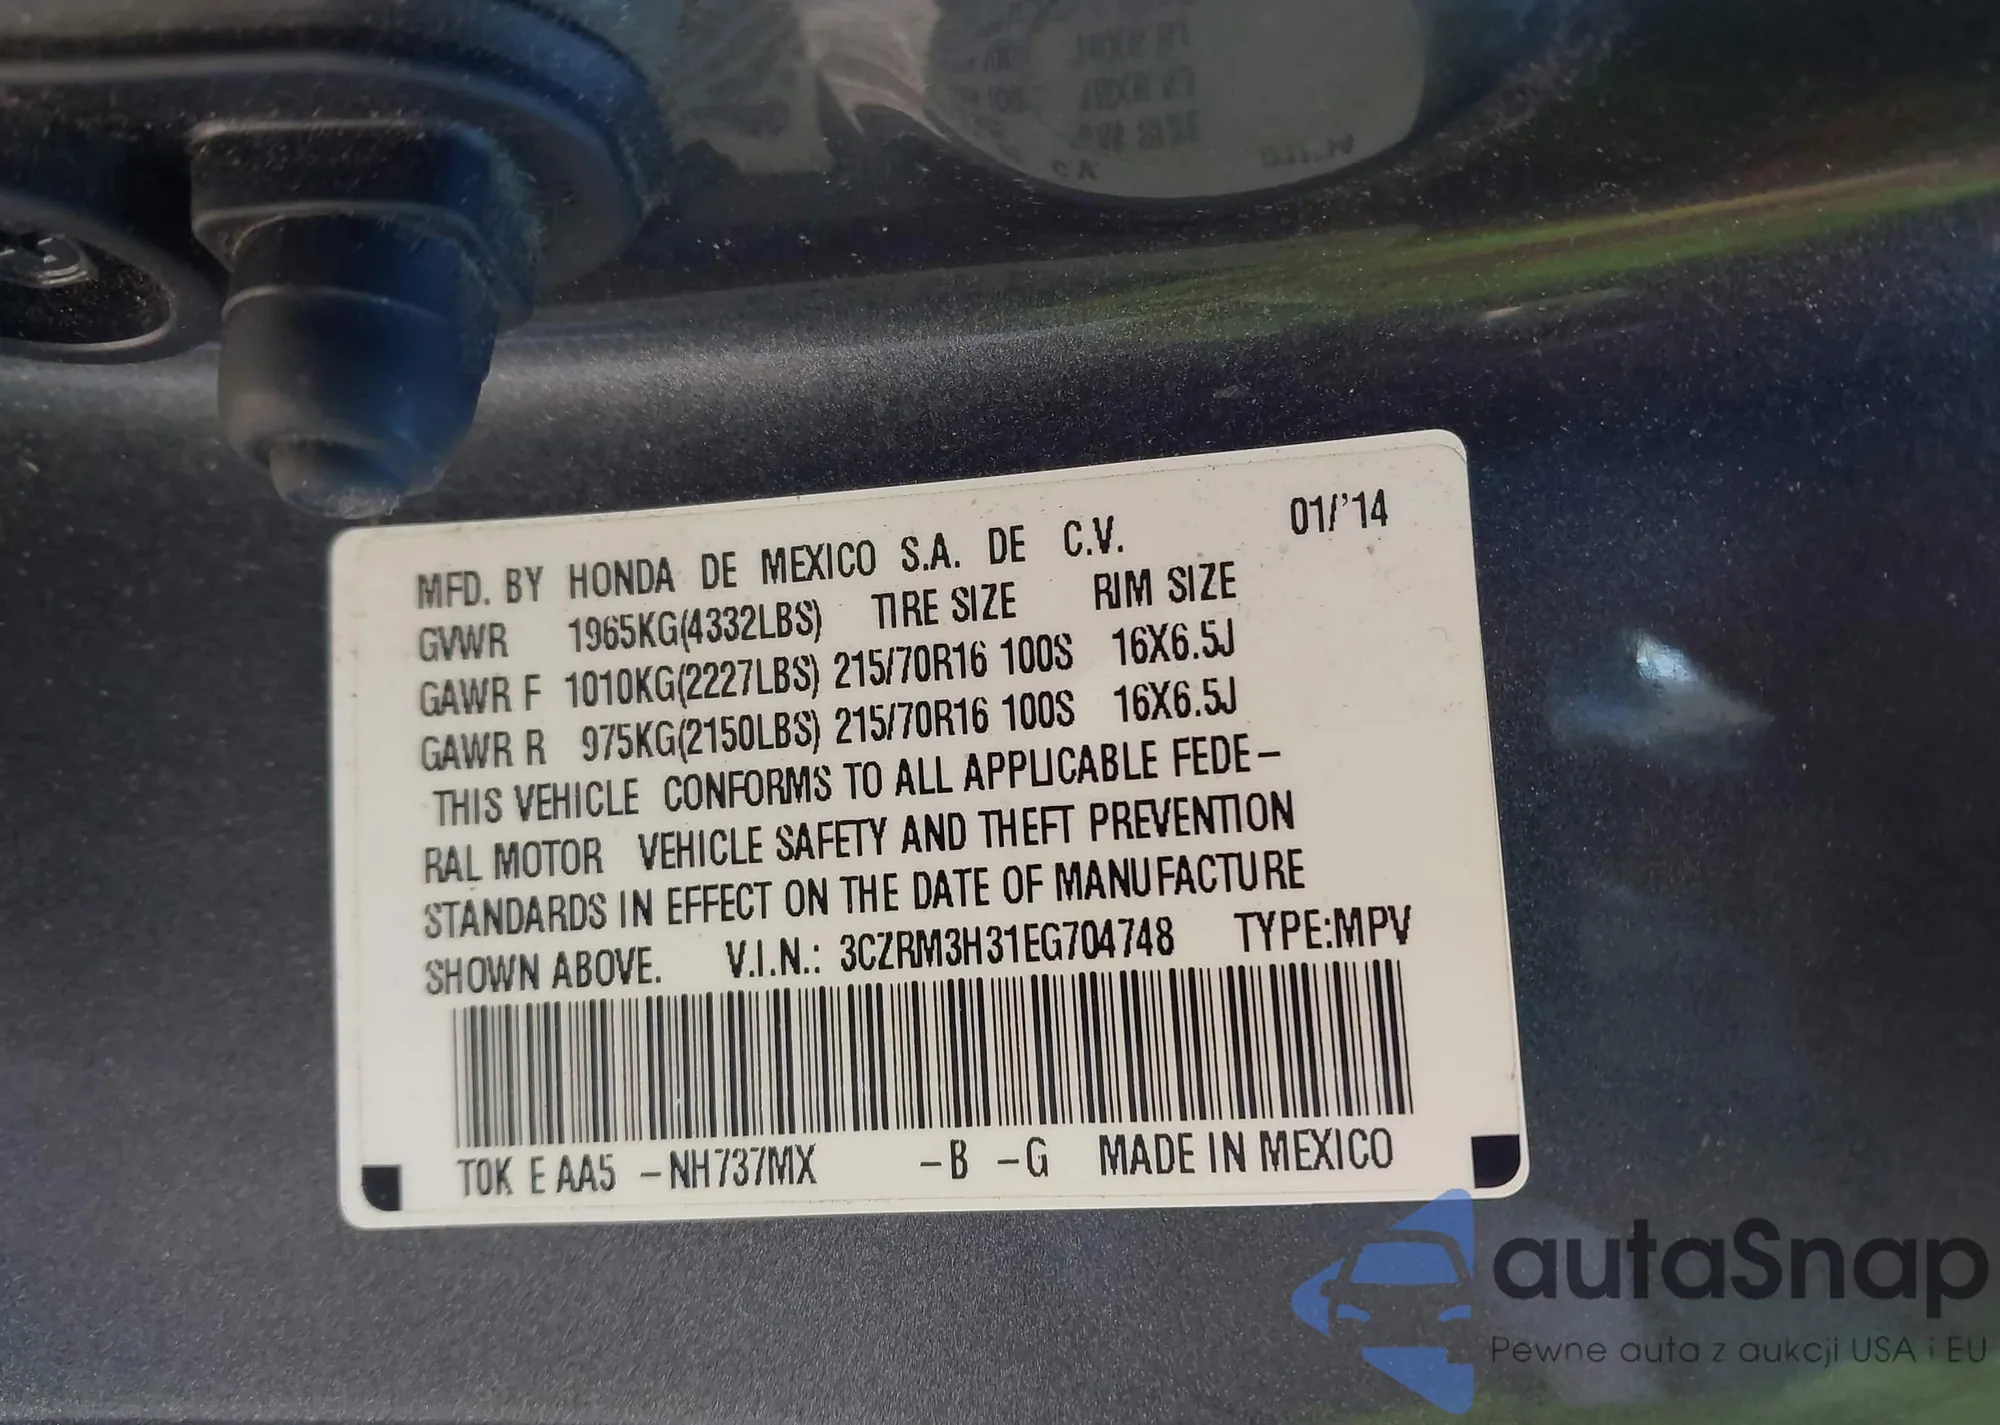 MFD. BY HONDA DE MEXICO S.A. DE C.V. 01/'14
GVWR 1965KG(4332LBS) TIRE SIZE RIM SIZE
GAWR F 1010KG(2227LBS) 215/70R16 100S 16X6.5J
GAWR R 975KG(2150LBS) 215/70R16 100S 16X6.5J
THIS VEHICLE CONFORMS TO ALL APPLICABLE FEDE-
RAL MOTOR VEHICLE SAFETY AND THEFT PREVENTION
STANDARDS IN EFFECT ON THE DATE OF MANUFACTURE
SHOWN ABOVE. V.I.N.: 3CZRM3H31EG704748 TYPE:MPV
T0K E AA5 -NH737MX -B -G MADE IN MEXICO
autaSnap
Pewne auta z aukcji USA i EU